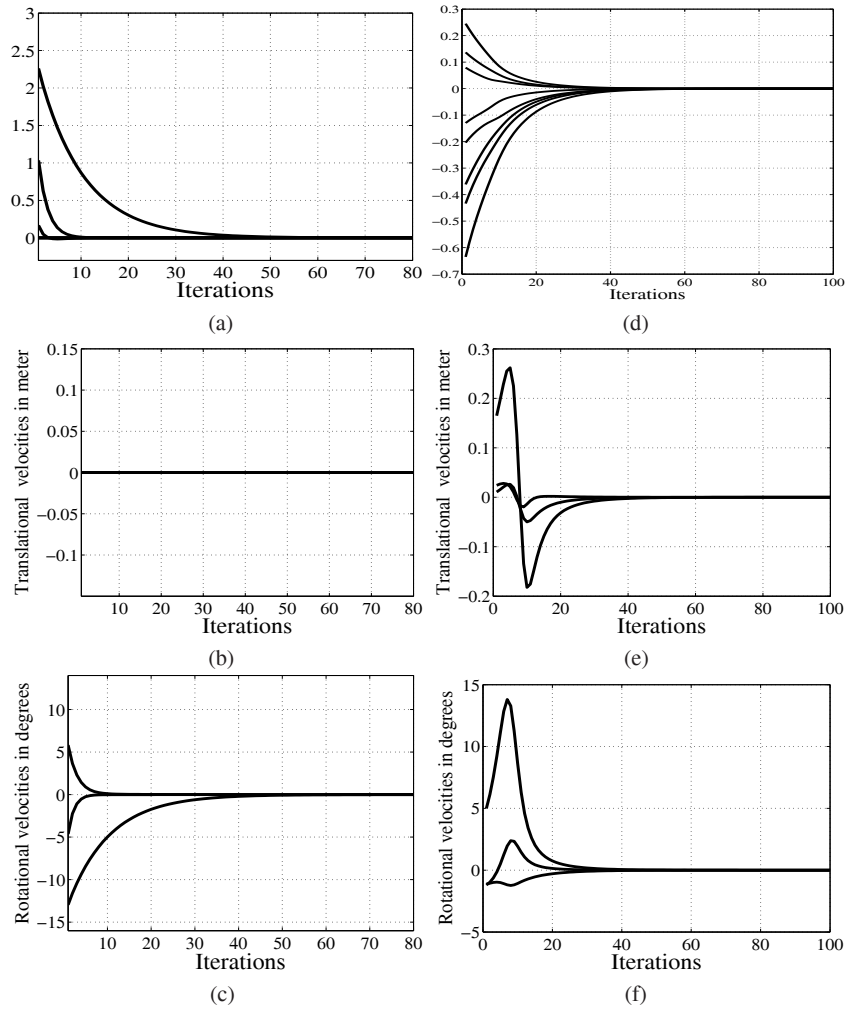 3
2.5
2
1.5
1
0.5
0
10 20 30 40 50 60 70 80
Iterations
(a)
0.3
0.2
0.1
0
−0.1
−0.2
−0.3
−0.4
−0.5
−0.6
−0.7
0 20 40 60 80 100
Iterations
(d)
Translational velocities in meter
0.15
0.1
0.05
0
−0.05
−0.1
10 20 30 40 50 60 70 80
Iterations
(b)
Translational velocities in meter
0.3
0.2
0.1
0
−0.1
−0.2
0 20 40 60 80 100
Iterations
(e)
Rotational velocities in degrees
10
5
0
−5
−10
−15
10 20 30 40 50 60 70 80
Iterations
(c)
Rotational velocities in degrees
15
10
5
0
−5
0 20 40 60 80 100
Iterations
(f)